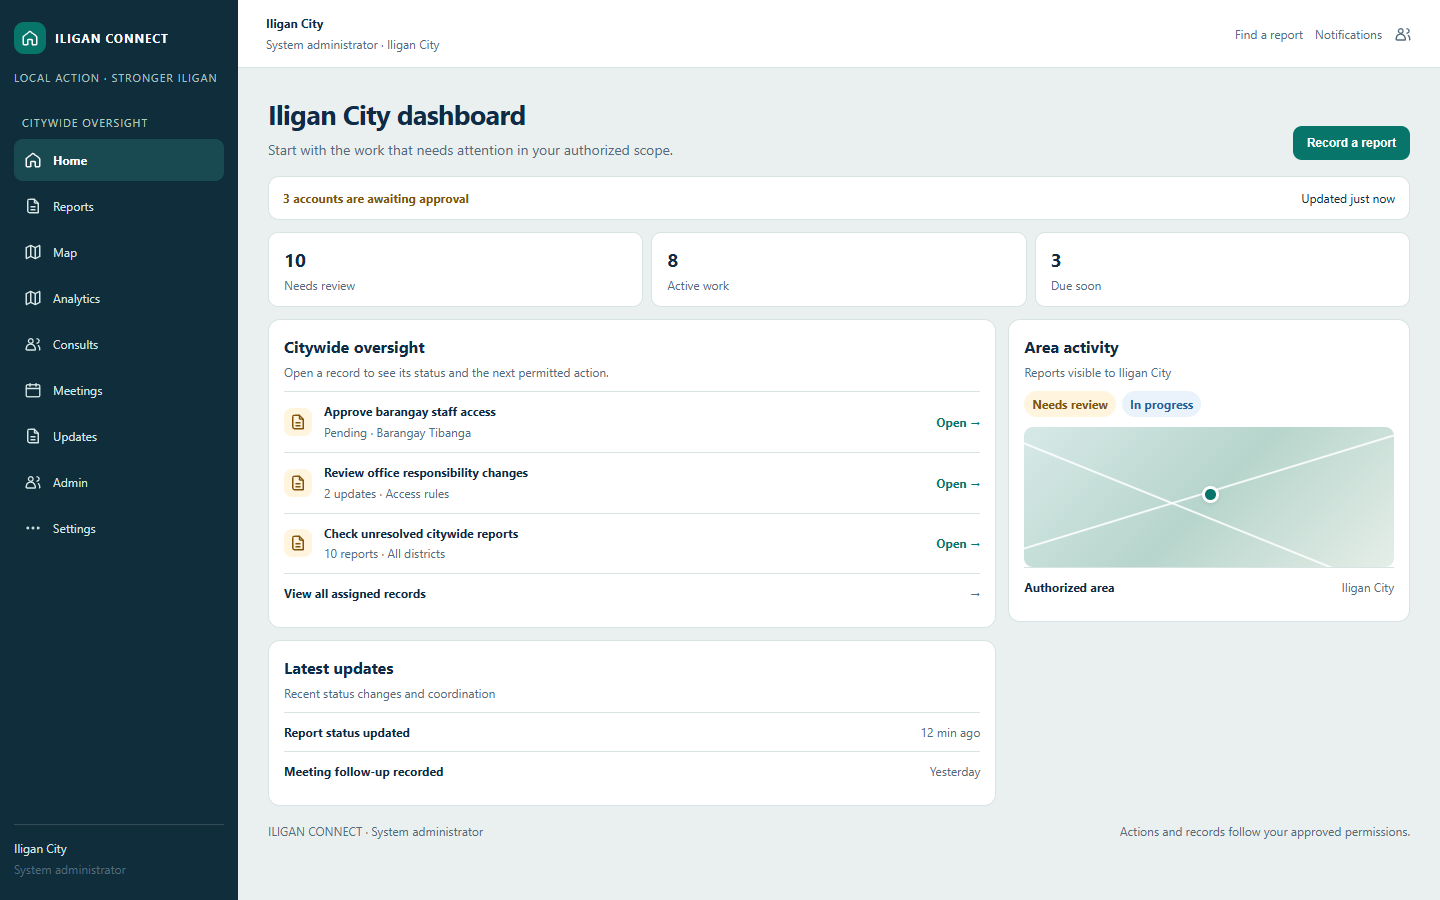 ILIGAN CONNECT
LOCAL ACTION · STRONGER ILIGAN
CITYWIDE OVERSIGHT
Home
Reports
Map
Analytics
Consults
Meetings
Updates
Admin
Settings
Iligan City
System administrator
Iligan City
System administrator · Iligan City
Find a report
Notifications
Iligan City dashboard
Start with the work that needs attention in your authorized scope.
Record a report
3 accounts are awaiting approval
Updated just now
10
Needs review
8
Active work
3
Due soon
Citywide oversight
Open a record to see its status and the next permitted action.
Approve barangay staff access
Pending · Barangay Tibanga
Open →
Review office responsibility changes
2 updates · Access rules
Open →
Check unresolved citywide reports
10 reports · All districts
Open →
View all assigned records
→
Area activity
Reports visible to Iligan City
Needs review
In progress
Authorized area
Iligan City
Latest updates
Recent status changes and coordination
Report status updated
12 min ago
Meeting follow-up recorded
Yesterday
ILIGAN CONNECT · System administrator
Actions and records follow your approved permissions.